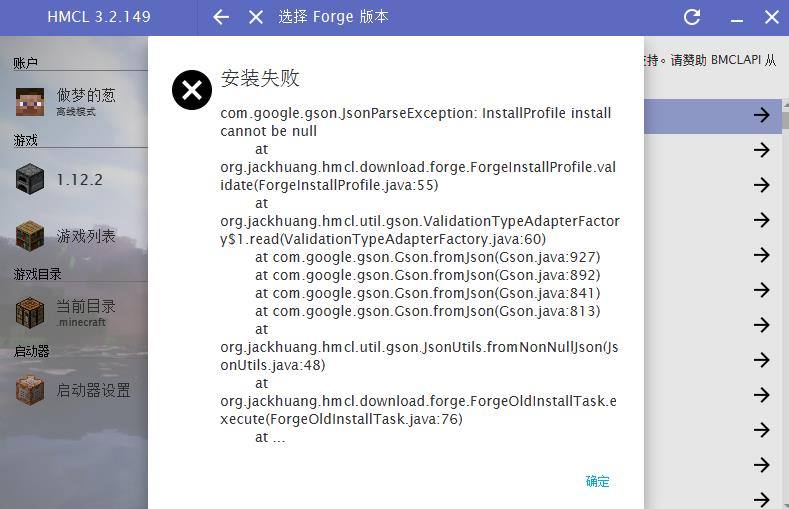 HMCL 3.2.149
选择 Forge 版本
账户
做梦的葱
离线模式
游戏
1.12.2
游戏列表
游戏目录
当前目录
.minecraft
启动器
启动器设置
持。请赞助 BMCLAPI 从
安装失败
com.google.gson.JsonParseException: InstallProfile install
cannot be null
at
org.jackhuang.hmcl.download.forge.ForgeInstallProfile.val
idate(ForgeInstallProfile.java:55)
at
org.jackhuang.hmcl.util.gson.ValidationTypeAdapterFactor
y$1.read(ValidationTypeAdapterFactory.java:60)
at com.google.gson.Gson.fromJson(Gson.java:927)
at com.google.gson.Gson.fromJson(Gson.java:892)
at com.google.gson.Gson.fromJson(Gson.java:841)
at com.google.gson.Gson.fromJson(Gson.java:813)
at
org.jackhuang.hmcl.util.gson.JsonUtils.fromNonNullJson(Js
onUtils.java:48)
at
org.jackhuang.hmcl.download.forge.ForgeOldInstallTask.e
xecute(ForgeOldInstallTask.java:76)
at ...
确定